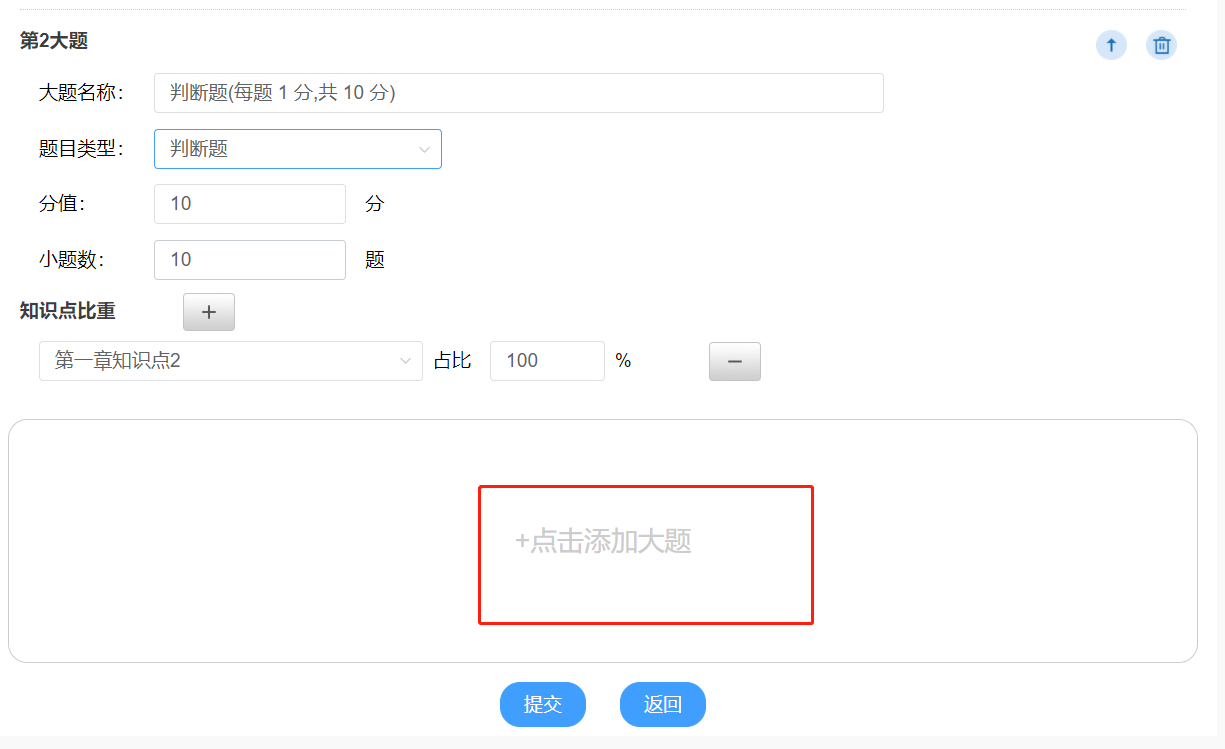 第2大题
大题名称： 判断题(每题 1 分,共 10 分)
题目类型： 判断题
分值： 10 分
小题数： 10 题
知识点比重 +
第一章知识点2 占比 100 % −
+点击添加大题
提交 返回